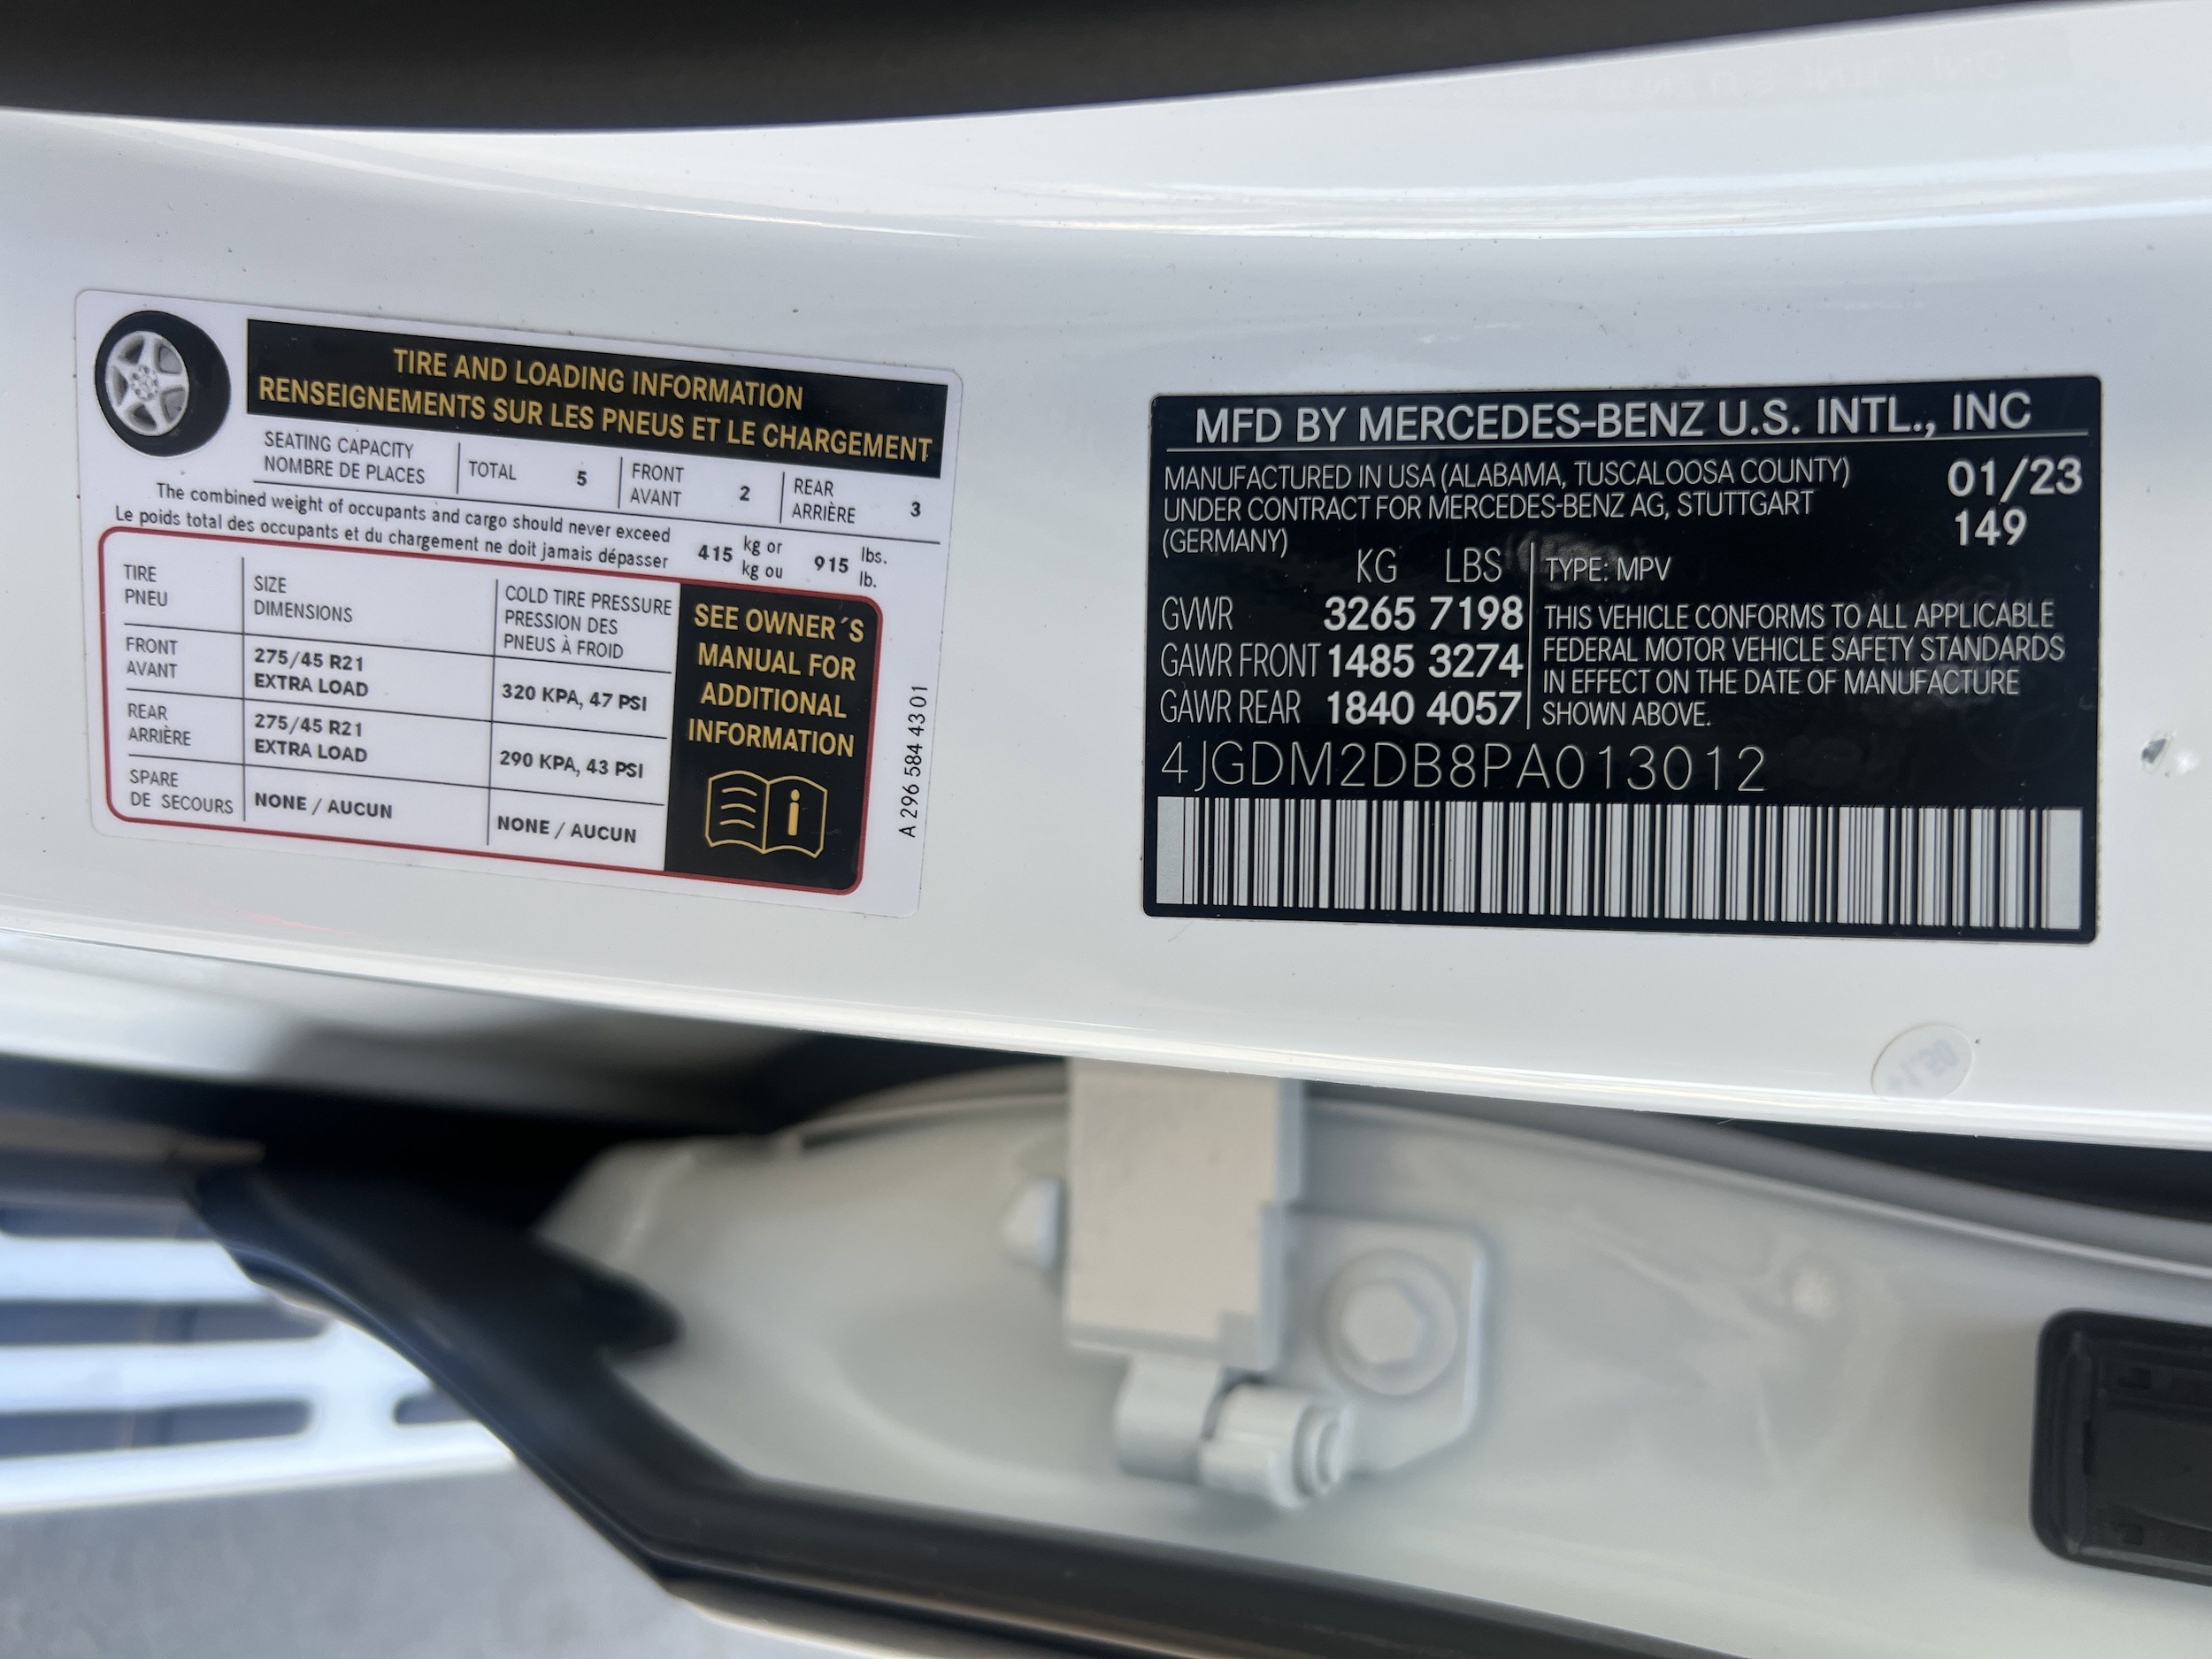 TIRE AND LOADING INFORMATION
RENSEIGNEMENTS SUR LES PNEUS ET LE CHARGEMENT
SEATING CAPACITY
NOMBRE DE PLACES
TOTAL 5
FRONT
AVANT
2
REAR
ARRIÈRE
3
The combined weight of occupants and cargo should never exceed
Le poids total des occupants et du chargement ne doit jamais dépasser
415 kg or
kg ou
915 lbs.
lb.
TIRE
PNEU
SIZE
DIMENSIONS
COLD TIRE PRESSURE
PRESSION DES
PNEUS À FROID
FRONT
AVANT
275/45 R21
EXTRA LOAD
320 KPA, 47 PSI
REAR
ARRIÈRE
275/45 R21
EXTRA LOAD
290 KPA, 43 PSI
SPARE
DE SECOURS
NONE / AUCUN
NONE / AUCUN
SEE OWNER´S
MANUAL FOR
ADDITIONAL
INFORMATION
A 296 584 43 01
MFD BY MERCEDES-BENZ U.S. INTL., INC
MANUFACTURED IN USA (ALABAMA, TUSCALOOSA COUNTY)
UNDER CONTRACT FOR MERCEDES-BENZ AG, STUTTGART
(GERMANY)
01/23
149
KG LBS
GVWR 3265 7198
GAWR FRONT 1485 3274
GAWR REAR 1840 4057
TYPE: MPV
THIS VEHICLE CONFORMS TO ALL APPLICABLE
FEDERAL MOTOR VEHICLE SAFETY STANDARDS
IN EFFECT ON THE DATE OF MANUFACTURE
SHOWN ABOVE.
4JGDM2DB8PA013012